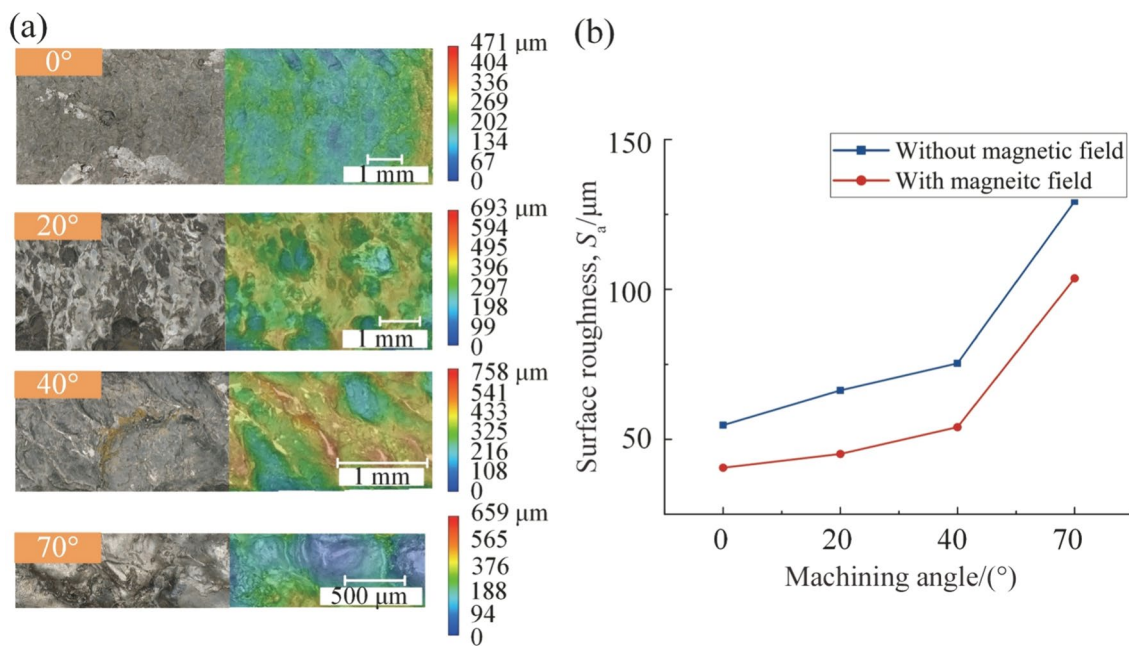 (a)
0°
471 μm
404
336
269
202
134
67
0
1 mm
20°
693 μm
594
495
396
297
198
99
0
1 mm
40°
758 μm
541
433
325
216
108
0
1 mm
70°
659 μm
565
376
188
94
0
500 μm
(b)
Surface roughness, Sa/μm
150
100
50
Without magnetic field
With magneitc field
0 20 40 70
Machining angle/(°)